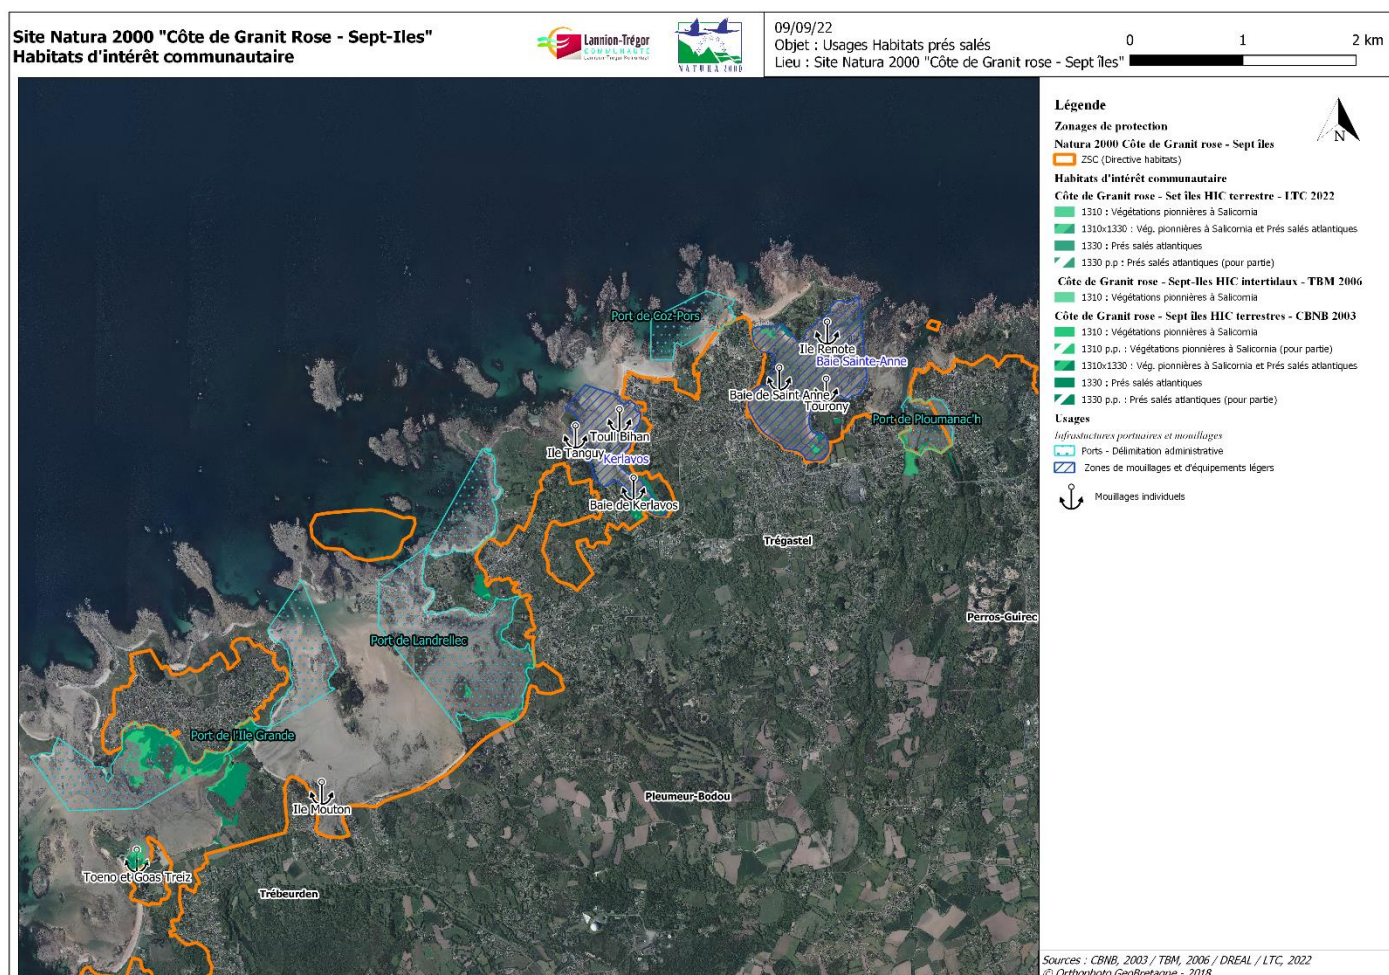 Site Natura 2000 "Côte de Granit Rose - Sept-Iles"
Habitats d'intérêt communautaire
Lannion-Trégor
COMMUNAUTÉ
NATURA 2000
09/09/22
Objet : Usages Habitats prés salés
Lieu : Site Natura 2000 "Côte de Granit rose - Sept îles"
0 1 2 km
Légende
Zonages de protection
Natura 2000 Côte de Granit rose - Sept îles
ZSC (Directive habitats)
N
Habitats d'intérêt communautaire
Côte de Granit rose - Set îles HIC terrestre - LTC 2022
1310 : Végétations pionnières à Salicornia
1310x1330 : Vég. pionnières à Salicornia et Prés salés atlantiques
1330 : Prés salés atlantiques
1330 p.p : Prés salés atlantiques (pour partie)
Côte de Granit rose - Sept-Iles HIC intertidaux - TBM 2006
1310 : Végétations pionnières à Salicornia
Côte de Granit rose - Sept îles HIC terrestres - CBNB 2003
1310 : Végétations pionnières à Salicornia
1310 p.p. : Végétations pionnières à Salicornia (pour partie)
1310x1330 : Vég. pionnières à Salicornia et Prés salés atlantiques
1330 : Prés salés atlantiques
1330 p.p. : Prés salés atlantiques (pour partie)
Usages
Infrastuctures portuaires et mouillages
Ports - Délimitation administrative
Zones de mouillages et d'équipements légers
Mouillages individuels
Port de Coz-Pors
Ile Renote
Baie Sainte-Anne
Baie de Saint Anne
Tourony
Port de Ploumanac'h
Toull Bihan
Ile Tanguy
Kerlavos
Baie de Kerlavos
Trégastel
Perros-Guirec
Port de Landrellec
Port de l'Ile Grande
Ile Mouton
Pleumeur-Bodou
Toeno et Goas Treiz
Trébeurden
Sources : CBNB, 2003 / TBM, 2006 / DREAL / LTC, 2022
© Orthophoto GeoBretagne - 2018